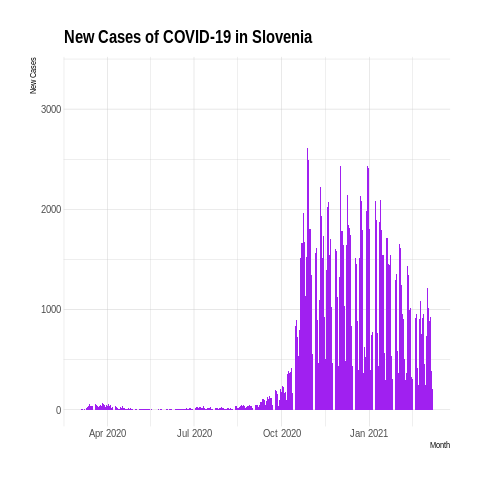 New Cases of COVID-19 in Slovenia
New Cases
3000
2000
1000
0
Apr 2020
Jul 2020
Oct 2020
Jan 2021
Month